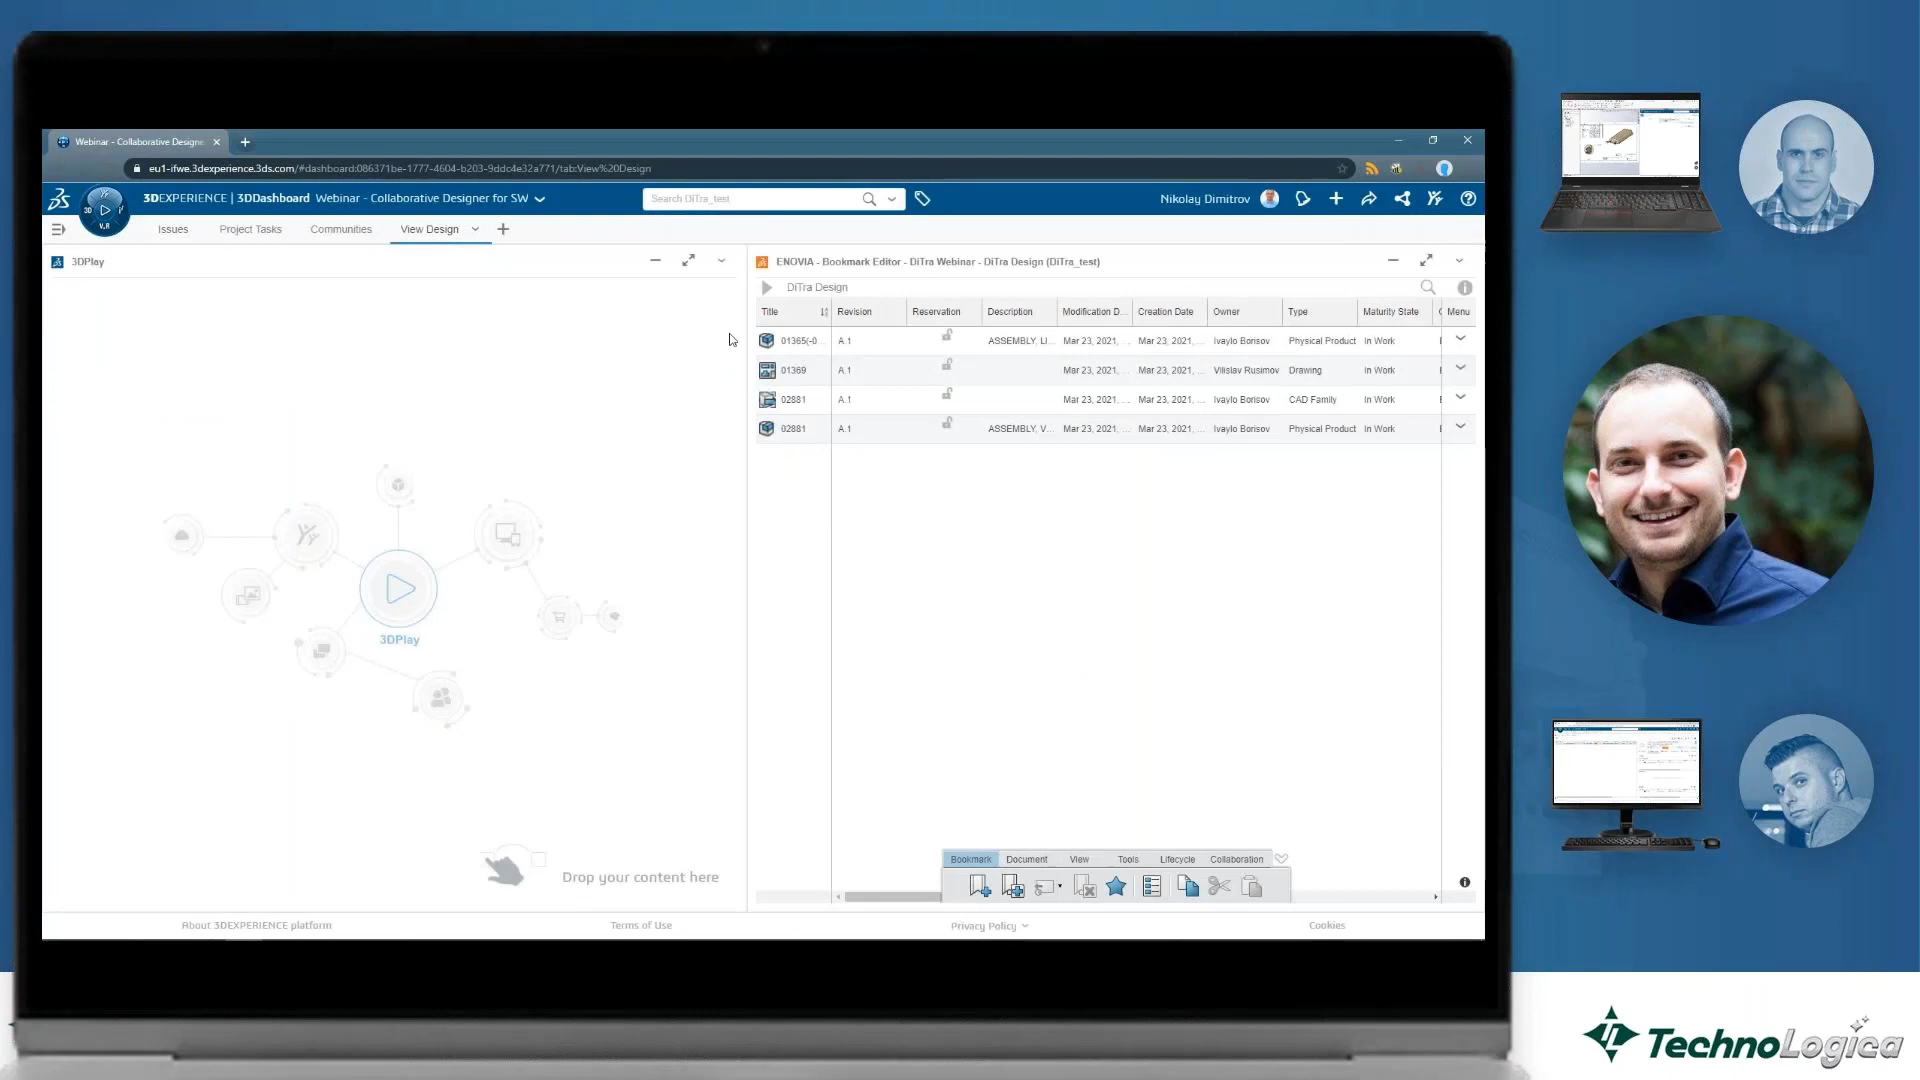 Webinar - Collaborative Designe
eu1-ifwe.3dexperience.3ds.com/#dashboard:086371be-1777-4604-b203-9ddc4e32a771/tab:View%20Design
3DEXPERIENCE | 3DDashboard Webinar - Collaborative Designer for SW
Search DiTra_test
Nikolay Dimitrov
3D
V.R
Issues Project Tasks Communities View Design
3DPlay
ENOVIA - Bookmark Editor - DiTra Webinar - DiTra Design (DiTra_test)
DiTra Design
Title Revision Reservation Description Modification D... Creation Date Owner Type Maturity State Menu
01365(-0... A.1 ASSEMBLY, LI... Mar 23, 2021, ... Mar 23, 2021, ... Ivaylo Borisov Physical Product In Work
01369 A.1 Mar 23, 2021, ... Mar 23, 2021, ... Vilislav Rusimov Drawing In Work
02881 A.1 Mar 23, 2021, ... Mar 23, 2021, ... Ivaylo Borisov CAD Family In Work
02881 A.1 ASSEMBLY, V... Mar 23, 2021, ... Mar 23, 2021, ... Ivaylo Borisov Physical Product In Work
3DPlay
Drop your content here
Bookmark Document View Tools Lifecycle Collaboration
About 3DEXPERIENCE platform Terms of Use Privacy Policy Cookies
TechnoLogica